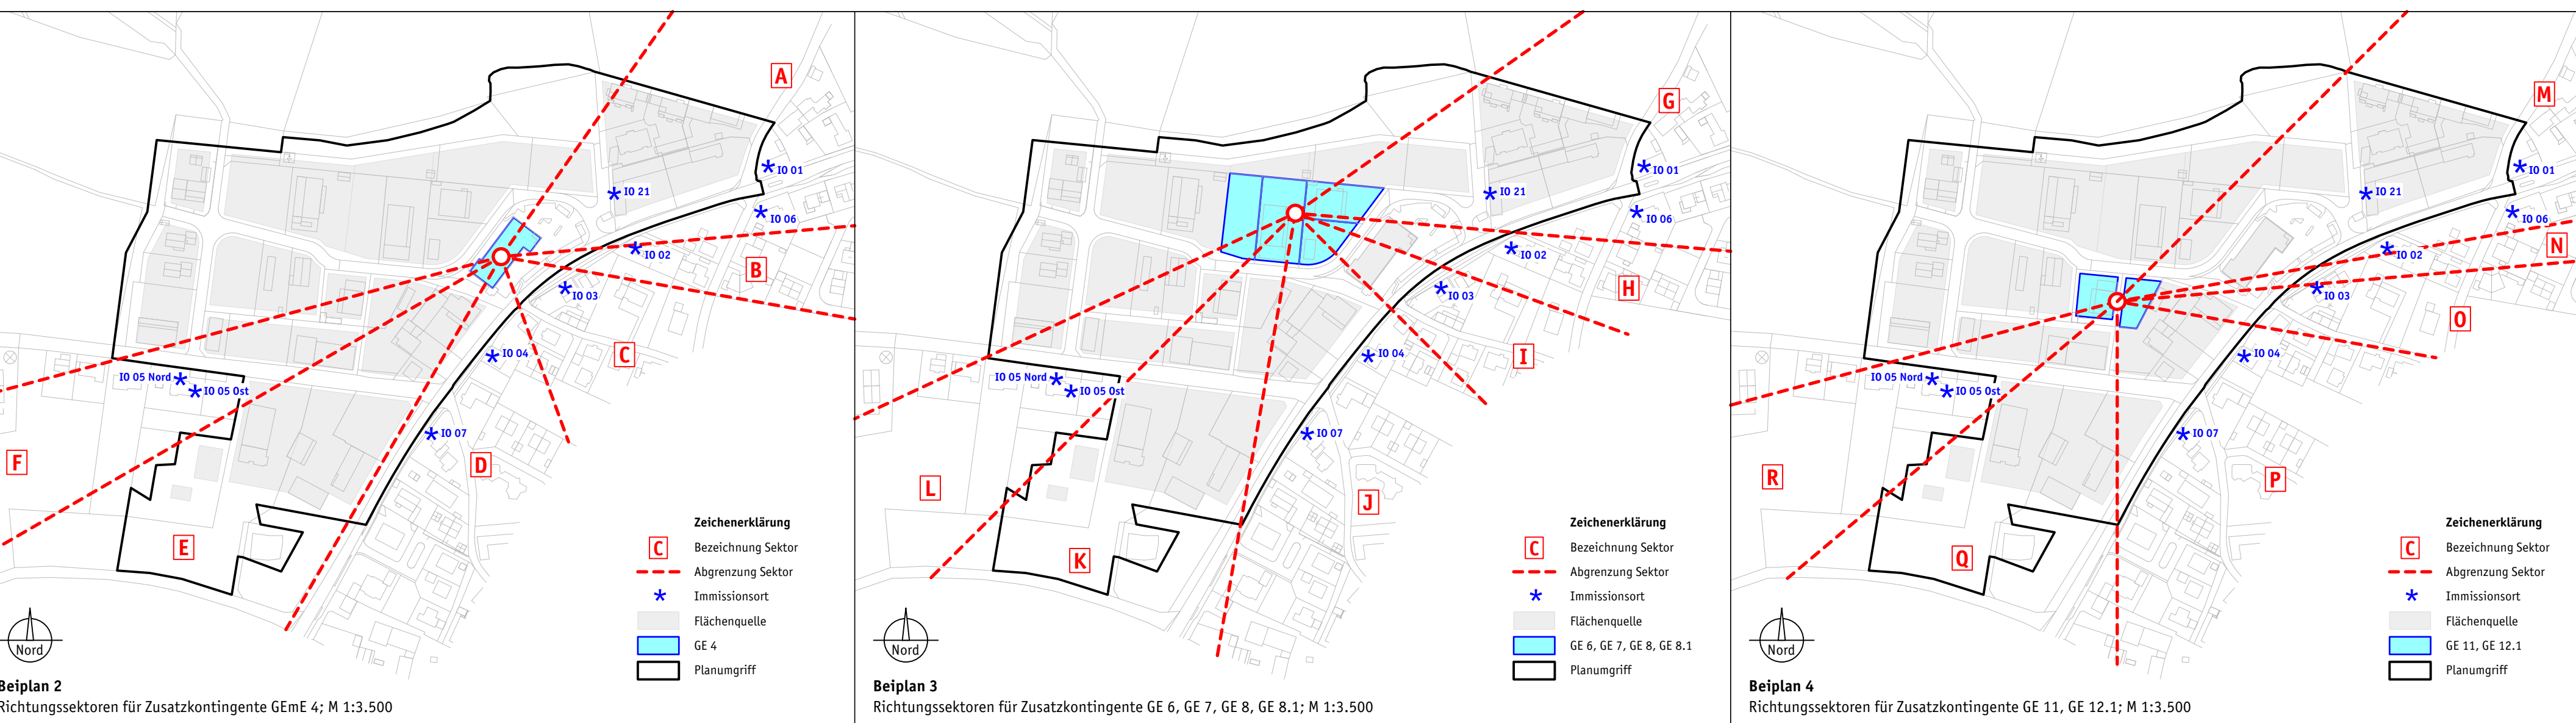 A
IO 01
IO 21
IO 06
IO 02
B
IO 03
C
IO 04
IO 05 Nord
IO 05 Ost
IO 07
F
D
E
Zeichenerklärung
C Bezeichnung Sektor
Abgrenzung Sektor
Immissionsort
Flächenquelle
GE 4
Planumgriff
Nord
Beiplan 2
Richtungssektoren für Zusatzkontingente GEmE 4; M 1:3.500
G
IO 01
IO 21
IO 06
IO 02
H
IO 03
I
IO 04
IO 05 Nord
IO 05 Ost
IO 07
L
J
K
Zeichenerklärung
C Bezeichnung Sektor
Abgrenzung Sektor
Immissionsort
Flächenquelle
GE 6, GE 7, GE 8, GE 8.1
Planumgriff
Nord
Beiplan 3
Richtungssektoren für Zusatzkontingente GE 6, GE 7, GE 8, GE 8.1; M 1:3.500
M
IO 01
IO 21
IO 06
IO 02
N
IO 03
O
IO 04
IO 05 Nord
IO 05 Ost
IO 07
R
P
Q
Zeichenerklärung
C Bezeichnung Sektor
Abgrenzung Sektor
Immissionsort
Flächenquelle
GE 11, GE 12.1
Planumgriff
Nord
Beiplan 4
Richtungssektoren für Zusatzkontingente GE 11, GE 12.1; M 1:3.500